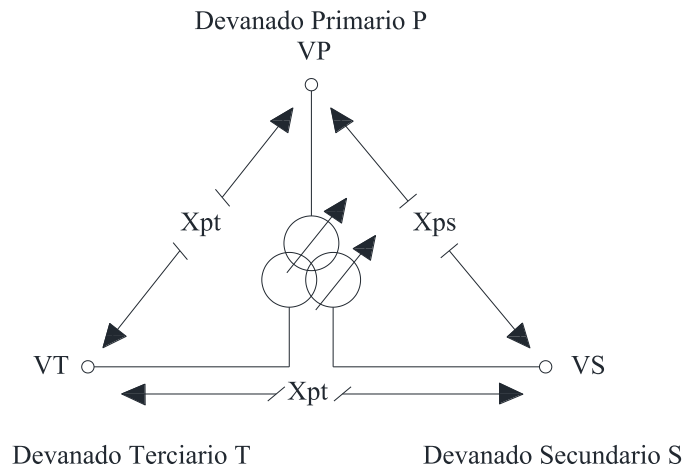 Devanado Primario P
VP
Xpt
Xps
VT
VS
Xpt
Devanado Terciario T
Devanado Secundario S